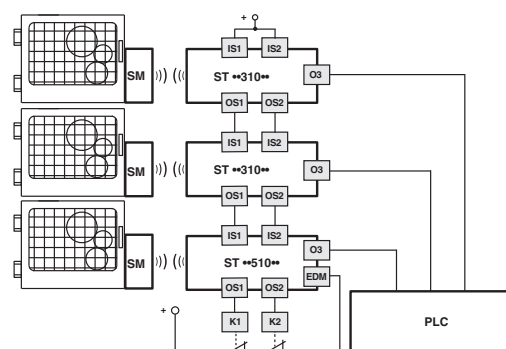 +
IS1 IS2
SM
ST ••310••
O3
OS1 OS2
IS1 IS2
SM
ST ••310••
O3
OS1 OS2
IS1 IS2
SM
ST ••510••
O3
EDM
OS1 OS2
+
K1 K2
PLC